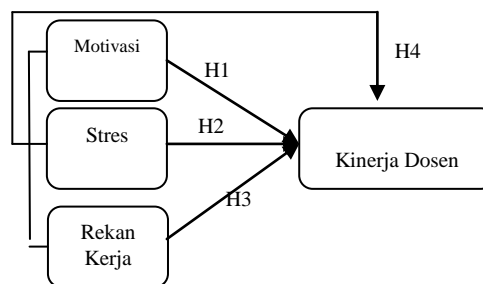 Motivasi
H1
H4
Stres
H2
Kinerja Dosen
H3
Rekan
Kerja